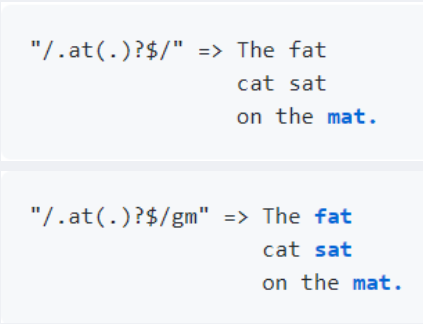 "/.at(.)?$/" => The fat
cat sat
on the mat.
"/.at(.)?$/gm" => The fat
cat sat
on the mat.